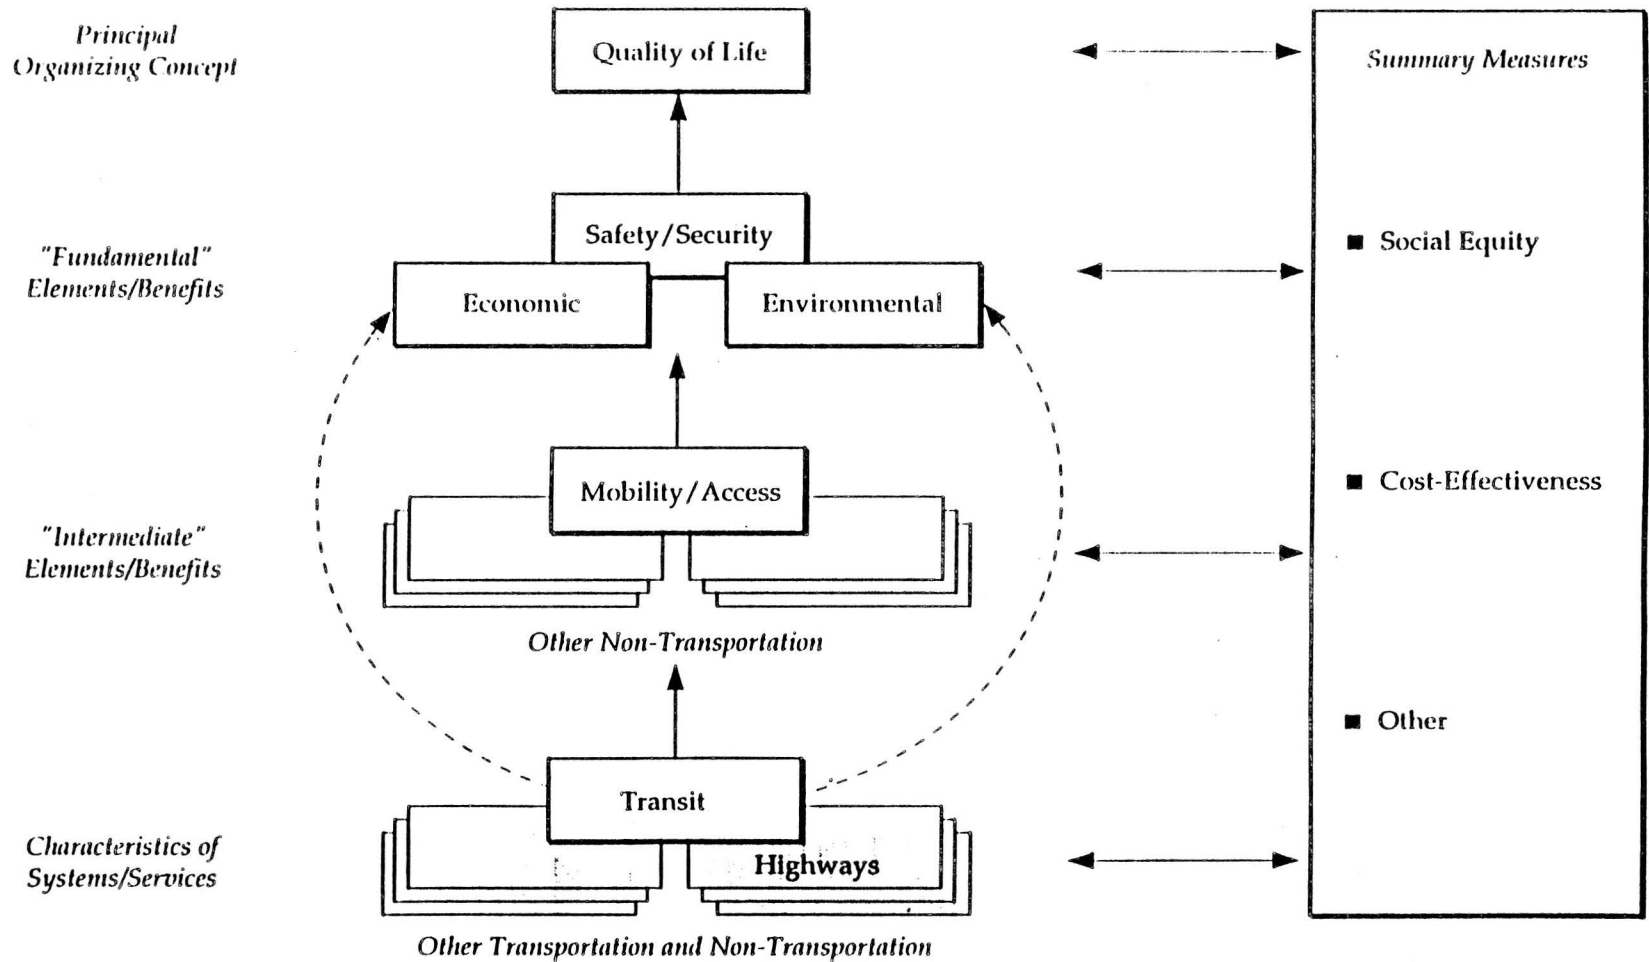 Principal
Organizing Concept
Quality of Life
Summary Measures
"Fundamental"
Elements/Benefits
Safety/Security
Economic
Environmental
■ Social Equity
"Intermediate"
Elements/Benefits
Mobility/Access
■ Cost-Effectiveness
Other Non-Transportation
■ Other
Characteristics of
Systems/Services
Transit
Highways
Other Transportation and Non-Transportation